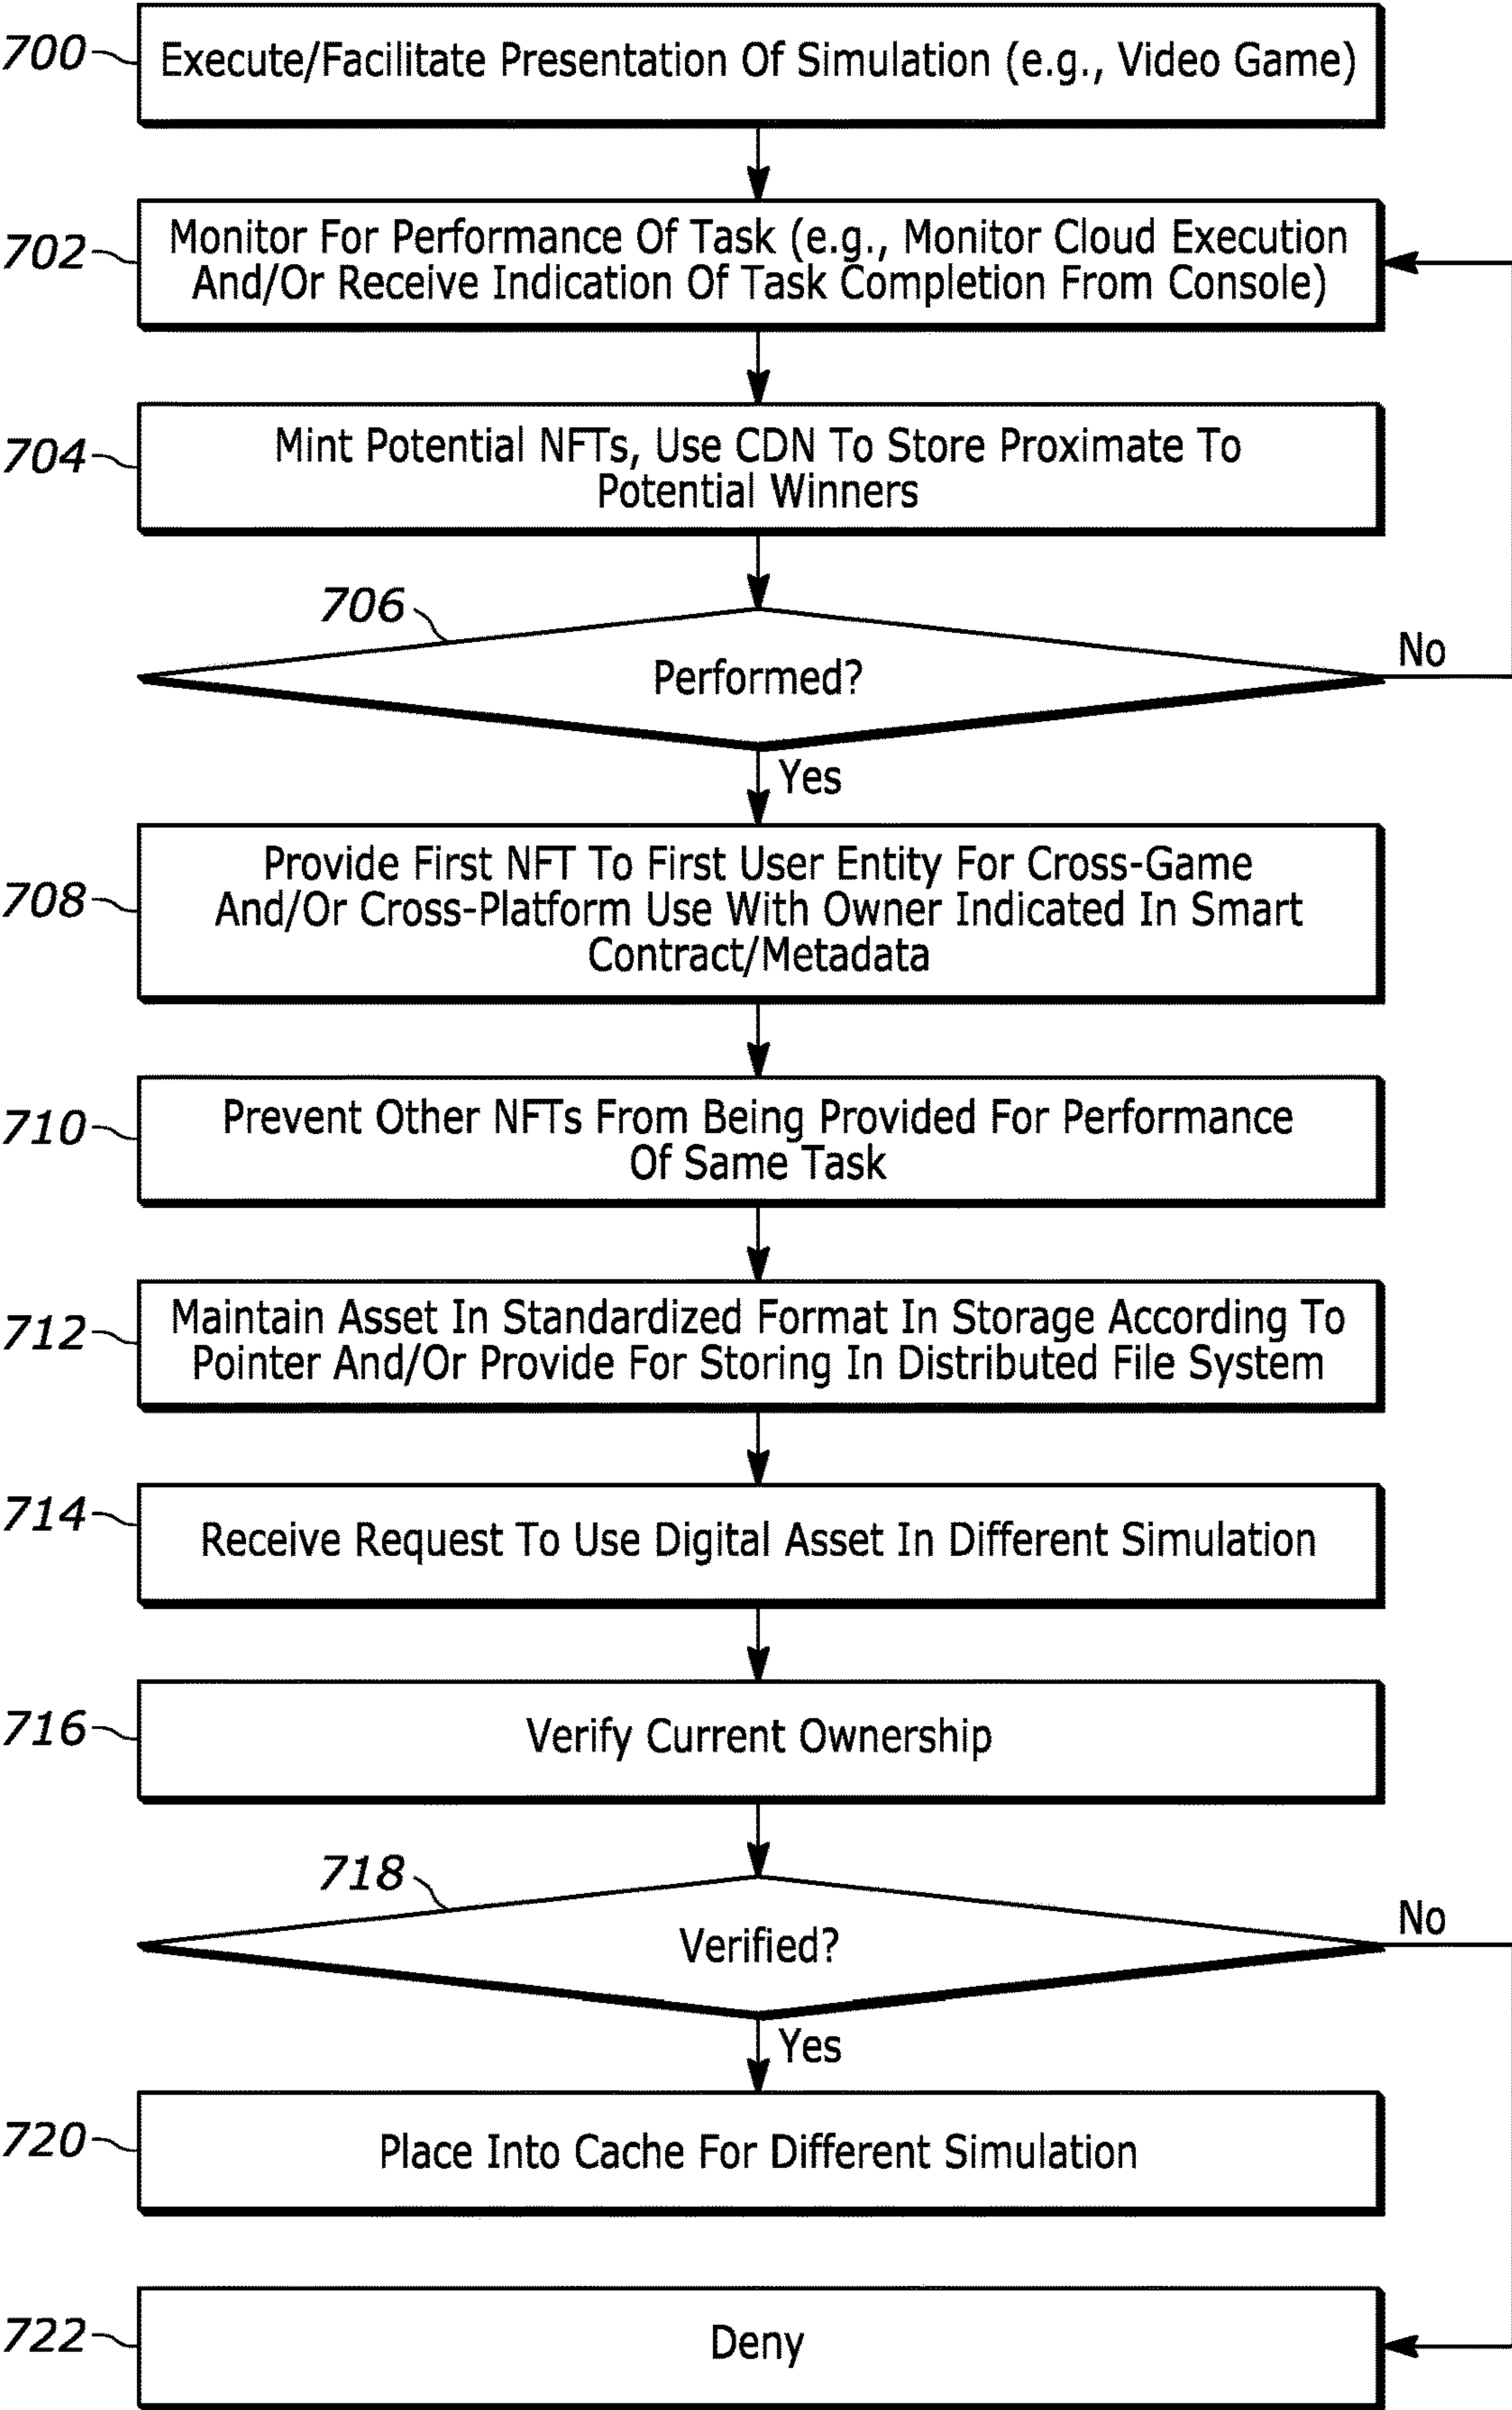 700
Execute/Facilitate Presentation Of Simulation (e.g., Video Game)
702
Monitor For Performance Of Task (e.g., Monitor Cloud Execution
And/Or Receive Indication Of Task Completion From Console)
704
Mint Potential NFTs, Use CDN To Store Proximate To
Potential Winners
706
Performed?
No
Yes
708
Provide First NFT To First User Entity For Cross-Game
And/Or Cross-Platform Use With Owner Indicated In Smart
Contract/Metadata
710
Prevent Other NFTs From Being Provided For Performance
Of Same Task
712
Maintain Asset In Standardized Format In Storage According To
Pointer And/Or Provide For Storing In Distributed File System
714
Receive Request To Use Digital Asset In Different Simulation
716
Verify Current Ownership
718
Verified?
No
Yes
720
Place Into Cache For Different Simulation
722
Deny